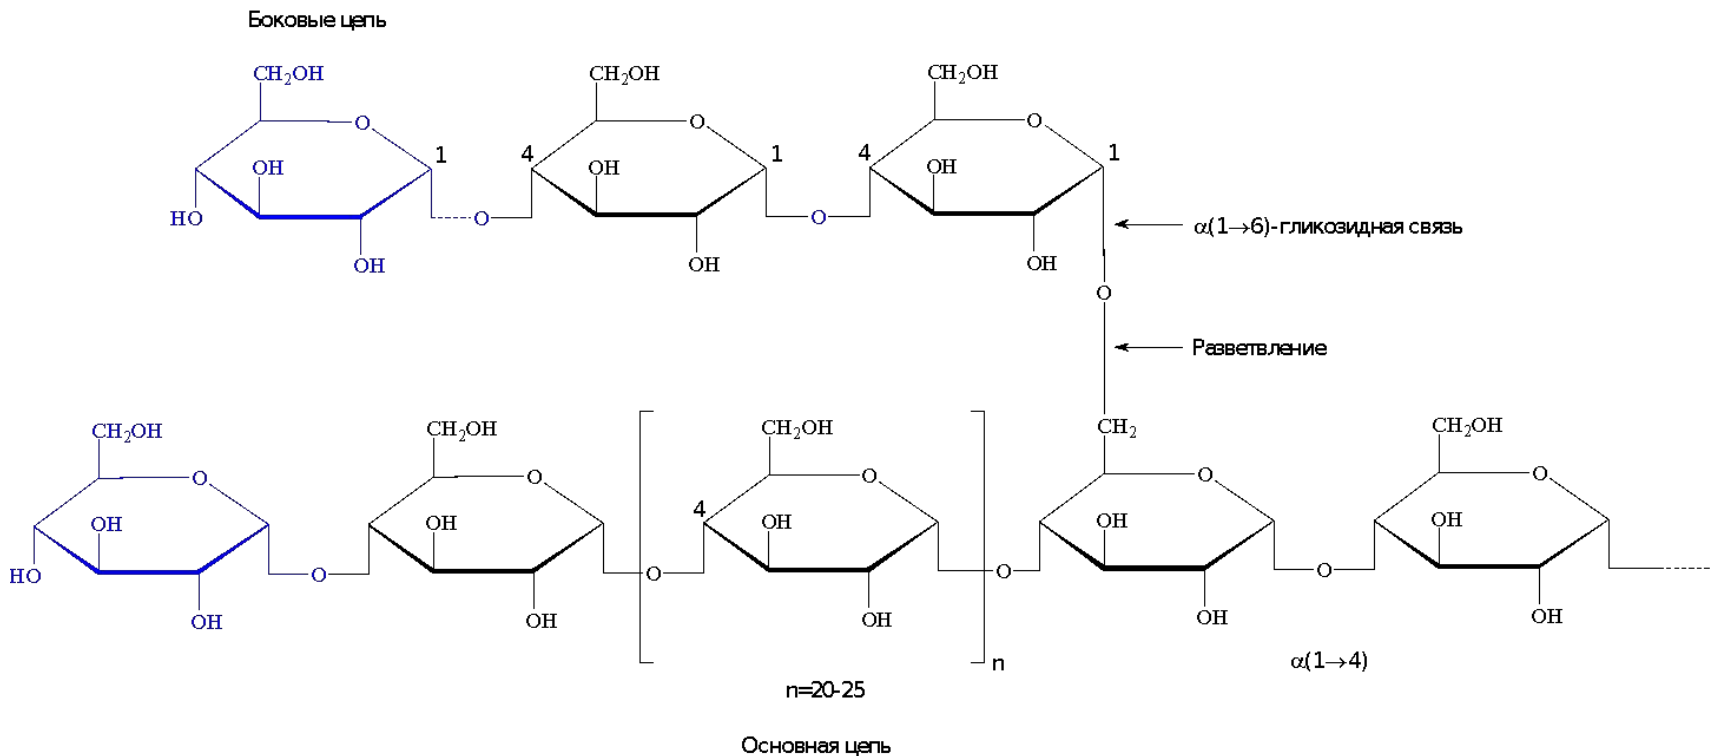 Боковые цепь
CH2OH CH2OH CH2OH
O O O
1 4 1 4 1
OH OH OH
HO O O
α(1→6)-гликозидная связь
OH OH OH
O
Разветвление
CH2
CH2OH CH2OH CH2OH CH2OH
O O O O O
4
OH OH OH OH OH
HO O O O O
OH OH OH OH OH
n
α(1→4)
n=20-25
Основная цепь